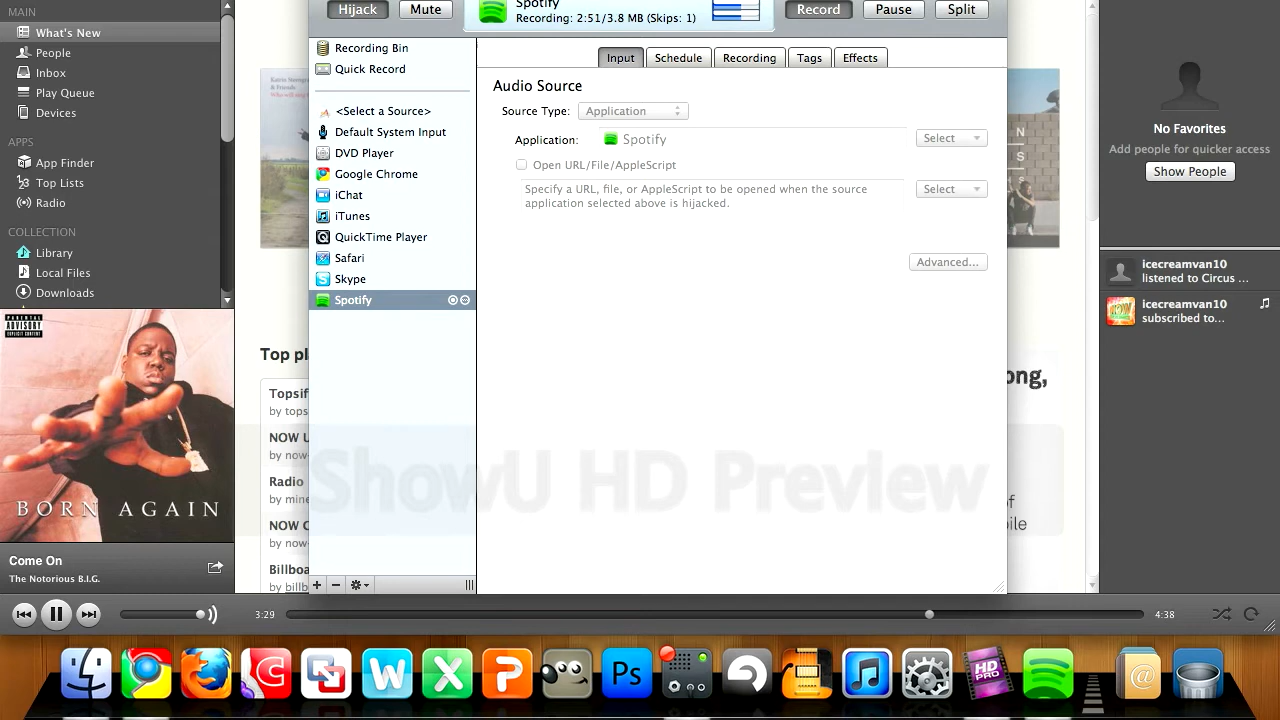 MAIN
What's New
People
Inbox
Play Queue
Devices
APPS
App Finder
Top Lists
Radio
COLLECTION
Library
Local Files
Downloads
PARENTAL
ADVISORY
EXPLICIT CONTENT
BORN AGAIN
Come On
The Notorious B.I.G.
Hijack
Mute
Spotify
Recording: 2:51/3.8 MB (Skips: 1)
Record
Pause
Split
Recording Bin
Quick Record
<Select a Source>
Default System Input
DVD Player
Google Chrome
iChat
iTunes
QuickTime Player
Safari
Skype
Spotify
Input
Schedule
Recording
Tags
Effects
Audio Source
Source Type: Application
Application: Spotify
Select
Open URL/File/AppleScript
Specify a URL, file, or AppleScript to be opened when the source
application selected above is hijacked.
Select
Advanced...
Top pl
Topsif
by tops
NOW U
by now-
Radio
by mine
NOW C
by now-
Billboa
by billb
ong,
of
bile
ShowU HD Preview
No Favorites
Add people for quicker access
Show People
icecreamvan10
listened to Circus ...
icecreamvan10
subscribed to...
3:29
4:38
W
X
P
Ps
HD
PRO
@